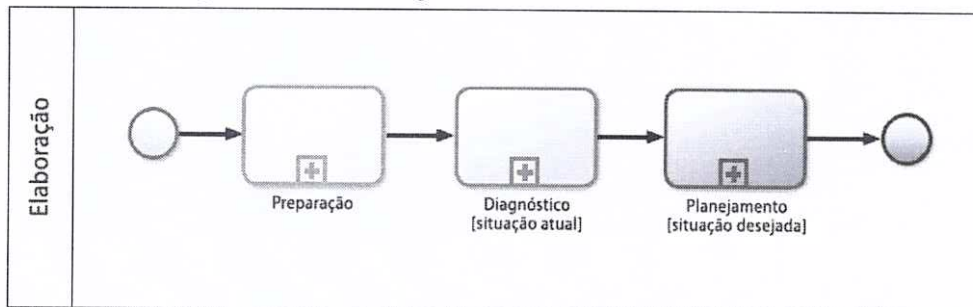 Elaboração
Preparação
Diagnóstico
[situação atual]
Planejamento
[situação desejada]